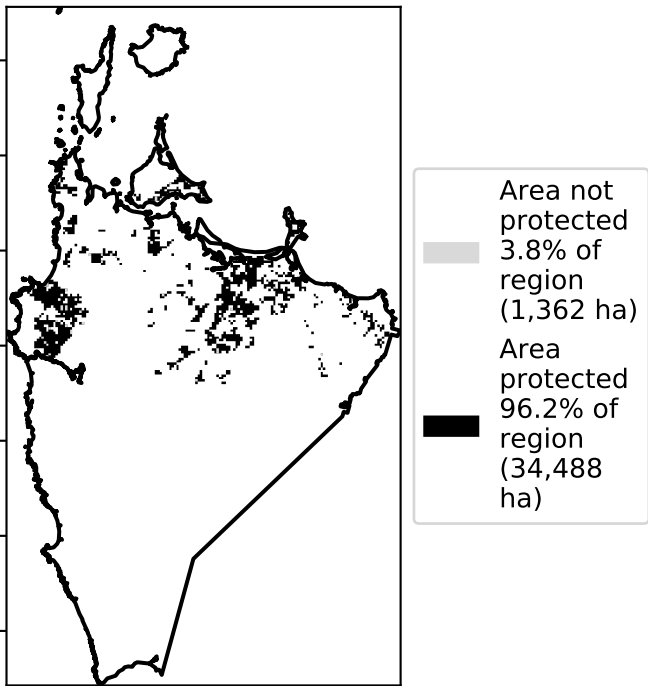 Area not
protected
3.8% of
region
(1,362 ha)
Area
protected
96.2% of
region
(34,488
ha)